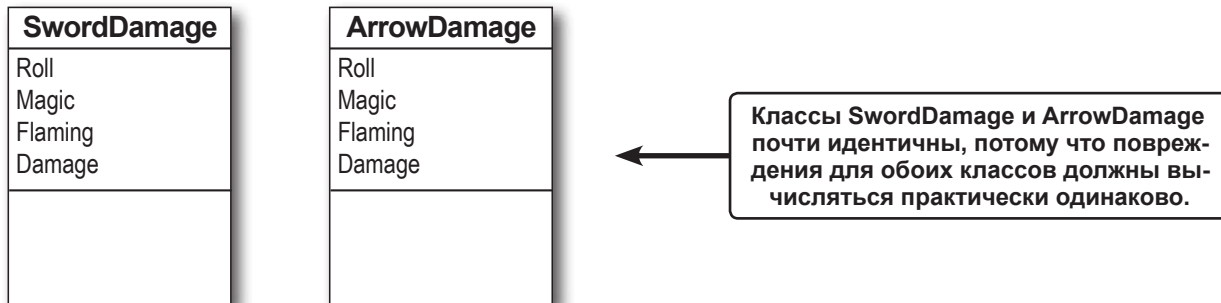 SwordDamage
Roll
Magic
Flaming
Damage
ArrowDamage
Roll
Magic
Flaming
Damage
Классы SwordDamage и ArrowDamage
почти идентичны, потому что повреж-
дения для обоих классов должны вы-
числяться практически одинаково.